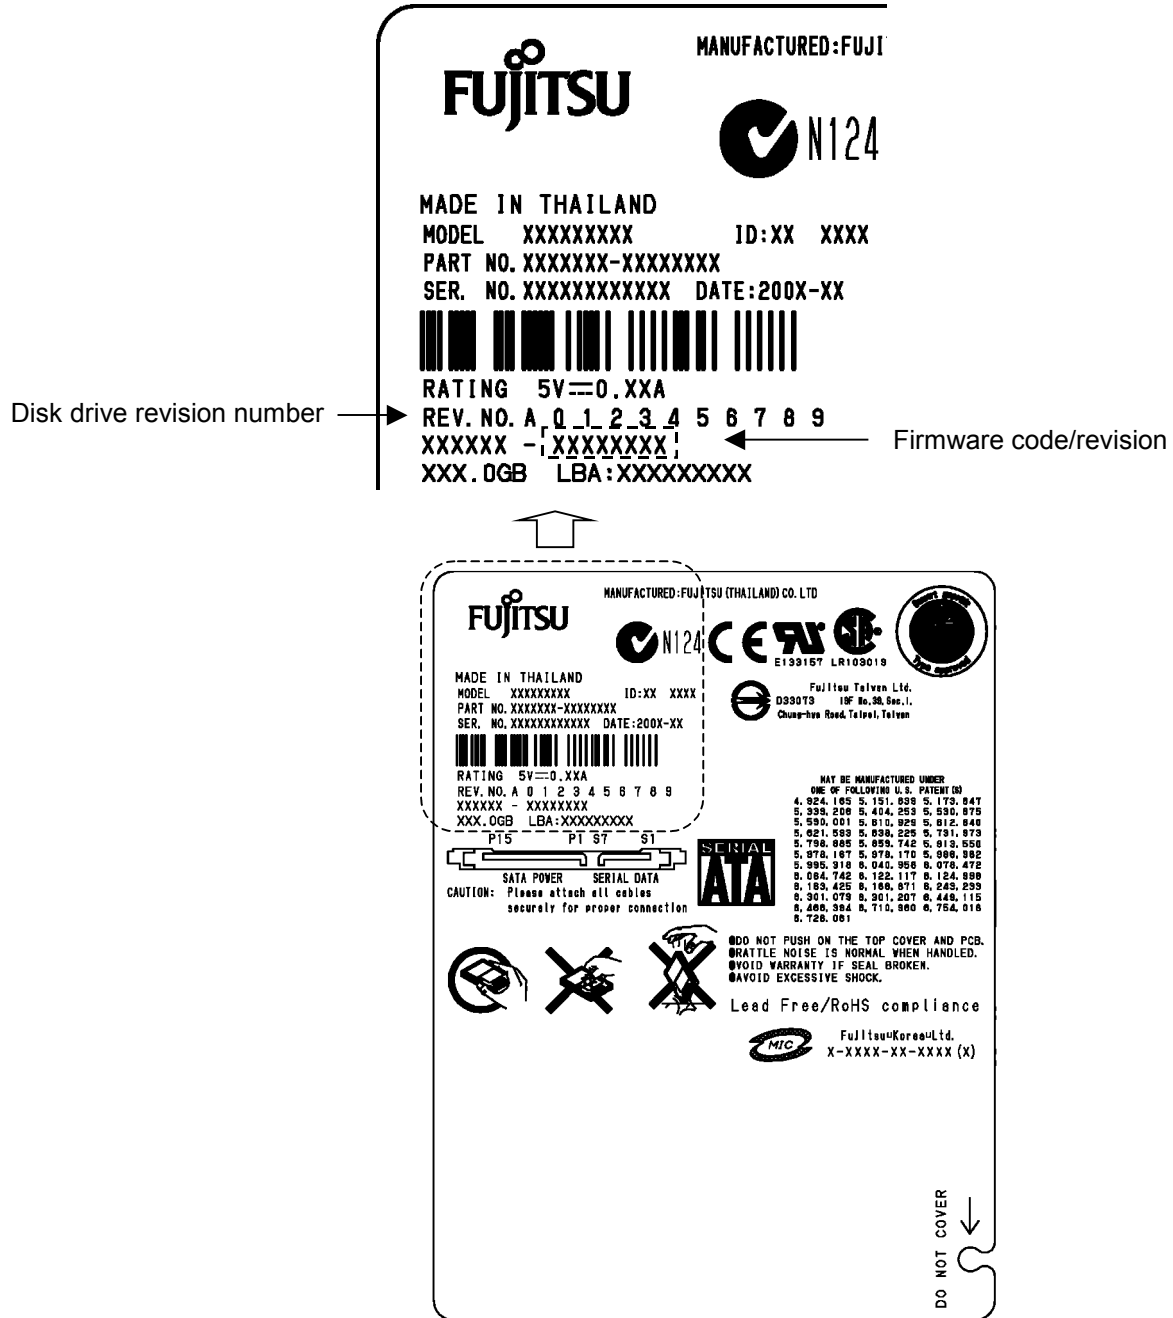 FUJITSU
MANUFACTURED:FUJI
N124
MADE IN THAILAND
MODEL XXXXXXXXX ID:XX XXXX
PART NO. XXXXXXX-XXXXXXXX
SER. NO. XXXXXXXXXXXX DATE:200X-XX
RATING 5V 0.XXA
Disk drive revision number
REV. NO. A 0 1 2 3 4 5 6 7 8 9
XXXXXX - XXXXXXXX
Firmware code/revision
XXX.0GB LBA:XXXXXXXXX
FUJITSU
MANUFACTURED:FUJITSU (THAILAND) CO. LTD
N124
E133157 LR103019
Type approved
MADE IN THAILAND
MODEL XXXXXXXXX ID:XX XXXX
PART NO. XXXXXXX-XXXXXXXX
SER. NO. XXXXXXXXXXXX DATE:200X-XX
Fujitsu Taiwan Ltd.
D33073 19F No.39, Sec.1,
Chung-hwa Road, Taipei, Taiwan
RATING 5V 0.XXA
REV. NO. A 0 1 2 3 4 5 6 7 8 9
XXXXXX - XXXXXXXX
XXX.0GB LBA:XXXXXXXXX
P15 P1 S7 S1
SATA POWER SERIAL DATA
CAUTION: Please attach all cables
securely for proper connection
SERIAL
ATA
MAY BE MANUFACTURED UNDER
ONE OF FOLLOWING U.S. PATENT(S)
DO NOT PUSH ON THE TOP COVER AND PCB.
RATTLE NOISE IS NORMAL WHEN HANDLED.
VOID WARRANTY IF SEAL BROKEN.
AVOID EXCESSIVE SHOCK.
Lead Free/RoHS compliance
MIC
Fujitsu Korea Ltd.
X-XXXX-XX-XXXX (X)
DO NOT COVER